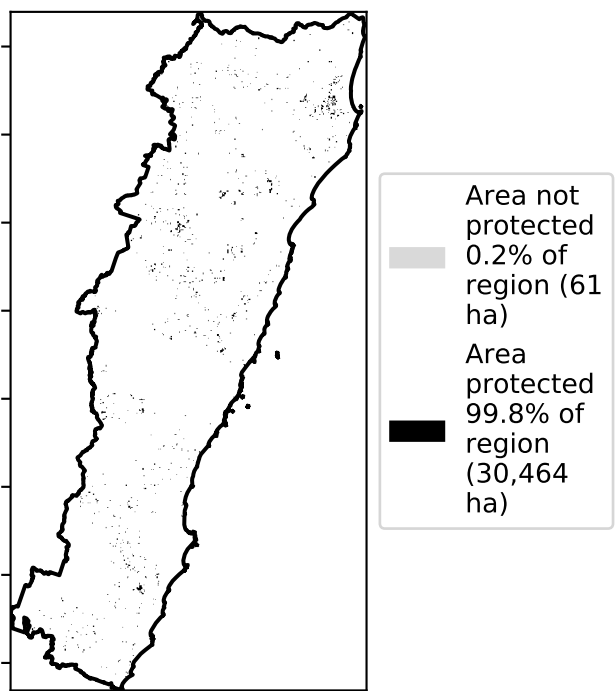 Area not
protected
0.2% of
region (61
ha)
Area
protected
99.8% of
region
(30,464
ha)